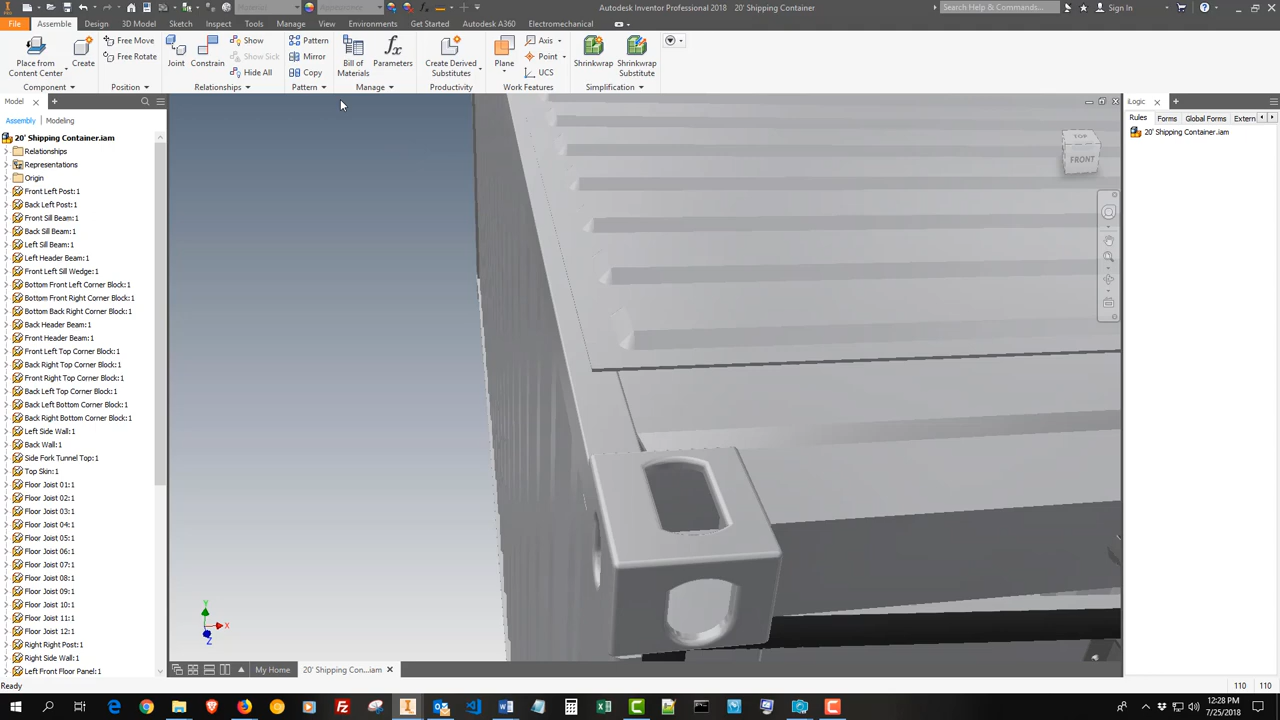 Material
Appearance
Autodesk Inventor Professional 2018   20' Shipping Container
Search Help & Commands...
Sign In
File
Assemble
Design
3D Model
Sketch
Inspect
Tools
Manage
View
Environments
Get Started
Autodesk A360
Electromechanical
Place from
Content Center
Create
Free Move
Free Rotate
Joint
Constrain
Show
Show Sick
Hide All
Pattern
Mirror
Copy
Bill of
Materials
Parameters
Create Derived
Substitutes
Plane
Axis
Point
UCS
Shrinkwrap
Shrinkwrap
Substitute
Component
Position
Relationships
Pattern
Manage
Productivity
Work Features
Simplification
Model
Assembly
Modeling
20' Shipping Container.iam
Relationships
Representations
Origin
Front Left Post:1
Back Left Post:1
Front Sill Beam:1
Back Sill Beam:1
Left Sill Beam:1
Left Header Beam:1
Front Left Sill Wedge:1
Bottom Front Left Corner Block:1
Bottom Front Right Corner Block:1
Bottom Back Right Corner Block:1
Back Header Beam:1
Front Header Beam:1
Front Left Top Corner Block:1
Back Right Top Corner Block:1
Front Right Top Corner Block:1
Back Left Top Corner Block:1
Back Left Bottom Corner Block:1
Back Right Bottom Corner Block:1
Left Side Wall:1
Back Wall:1
Side Fork Tunnel Top:1
Top Skin:1
Floor Joist 01:1
Floor Joist 02:1
Floor Joist 03:1
Floor Joist 04:1
Floor Joist 05:1
Floor Joist 06:1
Floor Joist 07:1
Floor Joist 08:1
Floor Joist 09:1
Floor Joist 10:1
Floor Joist 11:1
Floor Joist 12:1
Right Right Post:1
Right Side Wall:1
Left Front Floor Panel:1
TOP
FRONT
Y
X
Z
iLogic
Rules
Forms
Global Forms
Extern
20' Shipping Container.iam
My Home
20' Shipping Con...iam
Ready
110
110
12:28 PM
7/25/2018